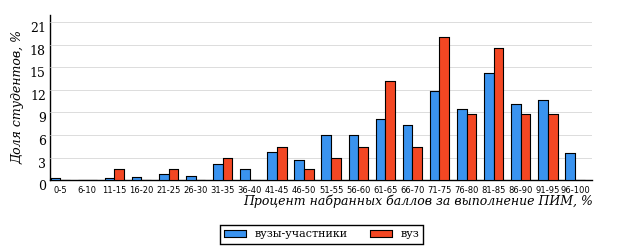 Доля студентов, %
21
18
15
12
9
6
3
0
0-5 6-10 11-15 16-20 21-25 26-30 31-35 36-40 41-45 46-50 51-55 56-60 61-65 66-70 71-75 76-80 81-85 86-90 91-95 96-100
Процент набранных баллов за выполнение ПИМ, %
вузы-участники вуз